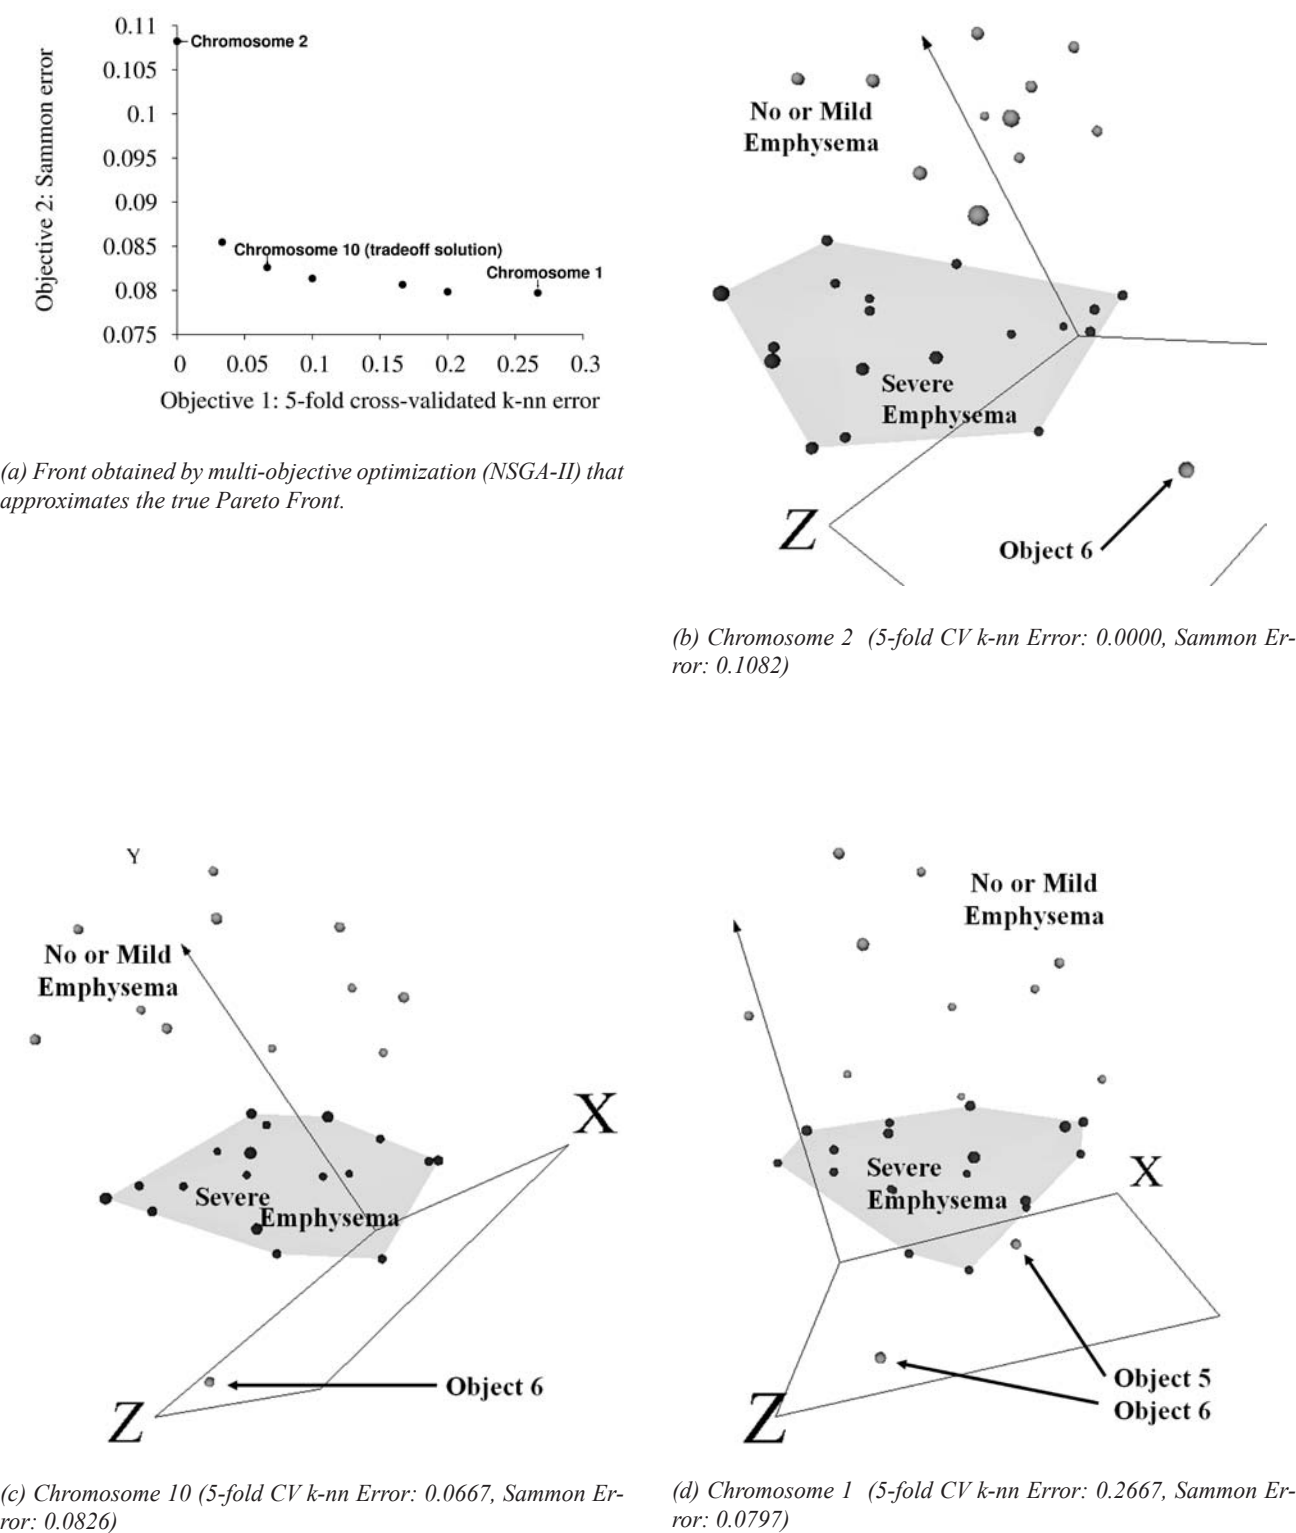 0.11
0.105
0.1
0.095
0.09
0.085
0.08
0.075
Objective 2: Sammon error
Chromosome 2
Chromosome 10 (tradeoff solution)
Chromosome 1
0 0.05 0.1 0.15 0.2 0.25 0.3
Objective 1: 5-fold cross-validated k-nn error
(a) Front obtained by multi-objective optimization (NSGA-II) that
approximates the true Pareto Front.
No or Mild
Emphysema
Severe
Emphysema
Z
Object 6
(b) Chromosome 2 (5-fold CV k-nn Error: 0.0000, Sammon Er-
ror: 0.1082)
Y
No or Mild
Emphysema
X
Severe
Emphysema
Object 6
Z
(c) Chromosome 10 (5-fold CV k-nn Error: 0.0667, Sammon Er-
ror: 0.0826)
No or Mild
Emphysema
Severe
Emphysema
X
Object 5
Object 6
Z
(d) Chromosome 1 (5-fold CV k-nn Error: 0.2667, Sammon Er-
ror: 0.0797)